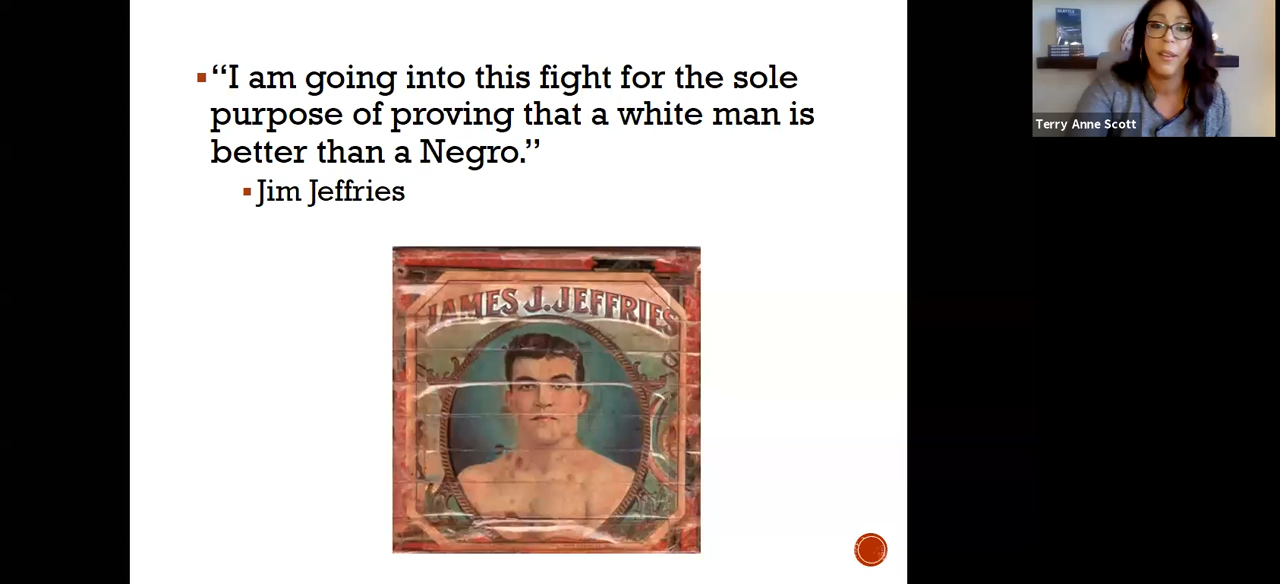 “I am going into this fight for the sole
purpose of proving that a white man is
better than a Negro.”
Jim Jeffries
JAMES J. JEFFRIES
SEATTLE
Terry Anne Scott